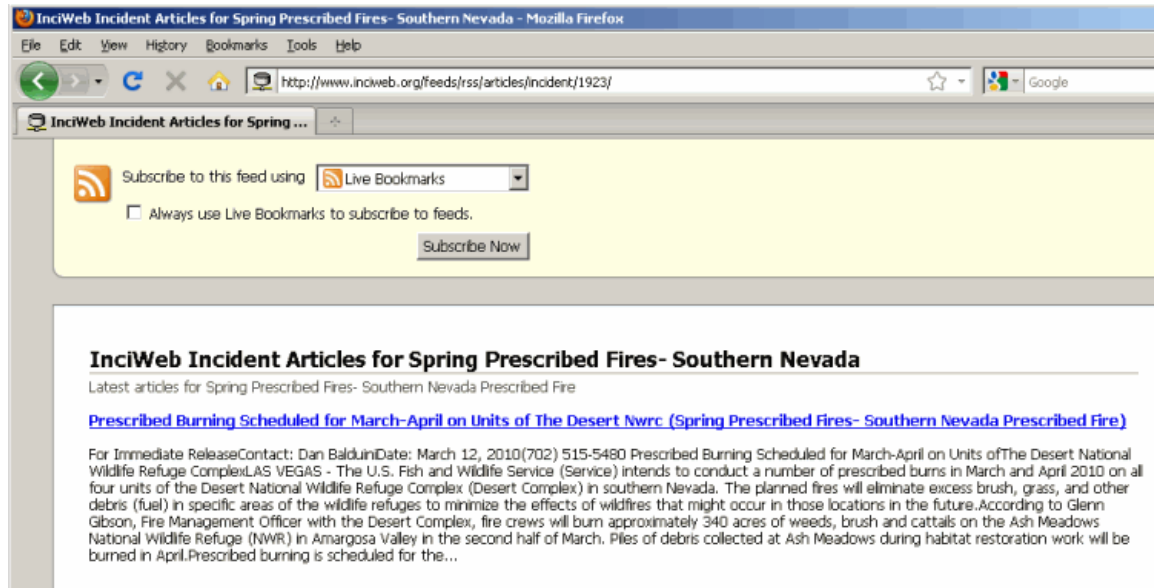 InciWeb Incident Articles for Spring Prescribed Fires- Southern Nevada - Mozilla Firefox
File Edit View History Bookmarks Tools Help
http://www.inciweb.org/feeds/rss/articles/incident/1923/ Google
InciWeb Incident Articles for Spring ...
Subscribe to this feed using Live Bookmarks
Always use Live Bookmarks to subscribe to feeds.
Subscribe Now
InciWeb Incident Articles for Spring Prescribed Fires- Southern Nevada
Latest articles for Spring Prescribed Fires- Southern Nevada Prescribed Fire
Prescribed Burning Scheduled for March-April on Units of The Desert Nwrc (Spring Prescribed Fires- Southern Nevada Prescribed Fire)
For Immediate ReleaseContact: Dan BalduiniDate: March 12, 2010(702) 515-5480 Prescribed Burning Scheduled for March-April on Units ofThe Desert National
Wildlife Refuge ComplexLAS VEGAS - The U.S. Fish and Wildlife Service (Service) intends to conduct a number of prescribed burns in March and April 2010 on all
four units of the Desert National Wildlife Refuge Complex (Desert Complex) in southern Nevada. The planned fires will eliminate excess brush, grass, and other
debris (fuel) in specific areas of the wildlife refuges to minimize the effects of wildfires that might occur in those locations in the future.According to Glenn
Gibson, Fire Management Officer with the Desert Complex, fire crews will burn approximately 340 acres of weeds, brush and cattails on the Ash Meadows
National Wildlife Refuge (NWR) in Amargosa Valley in the second half of March. Piles of debris collected at Ash Meadows during habitat restoration work will be
burned in April.Prescribed burning is scheduled for the...